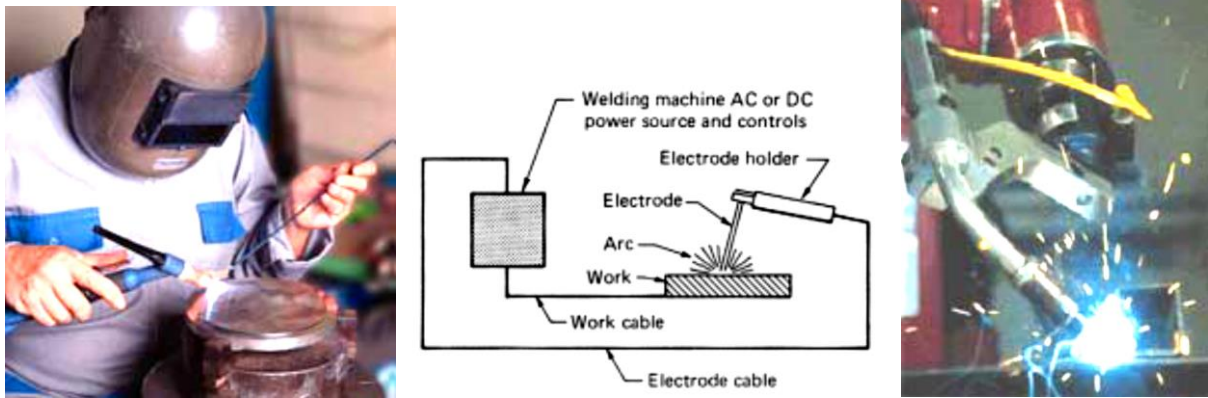 Welding machine AC or DC
power source and controls
Electrode holder
Electrode
Arc
Work
Work cable
Electrode cable